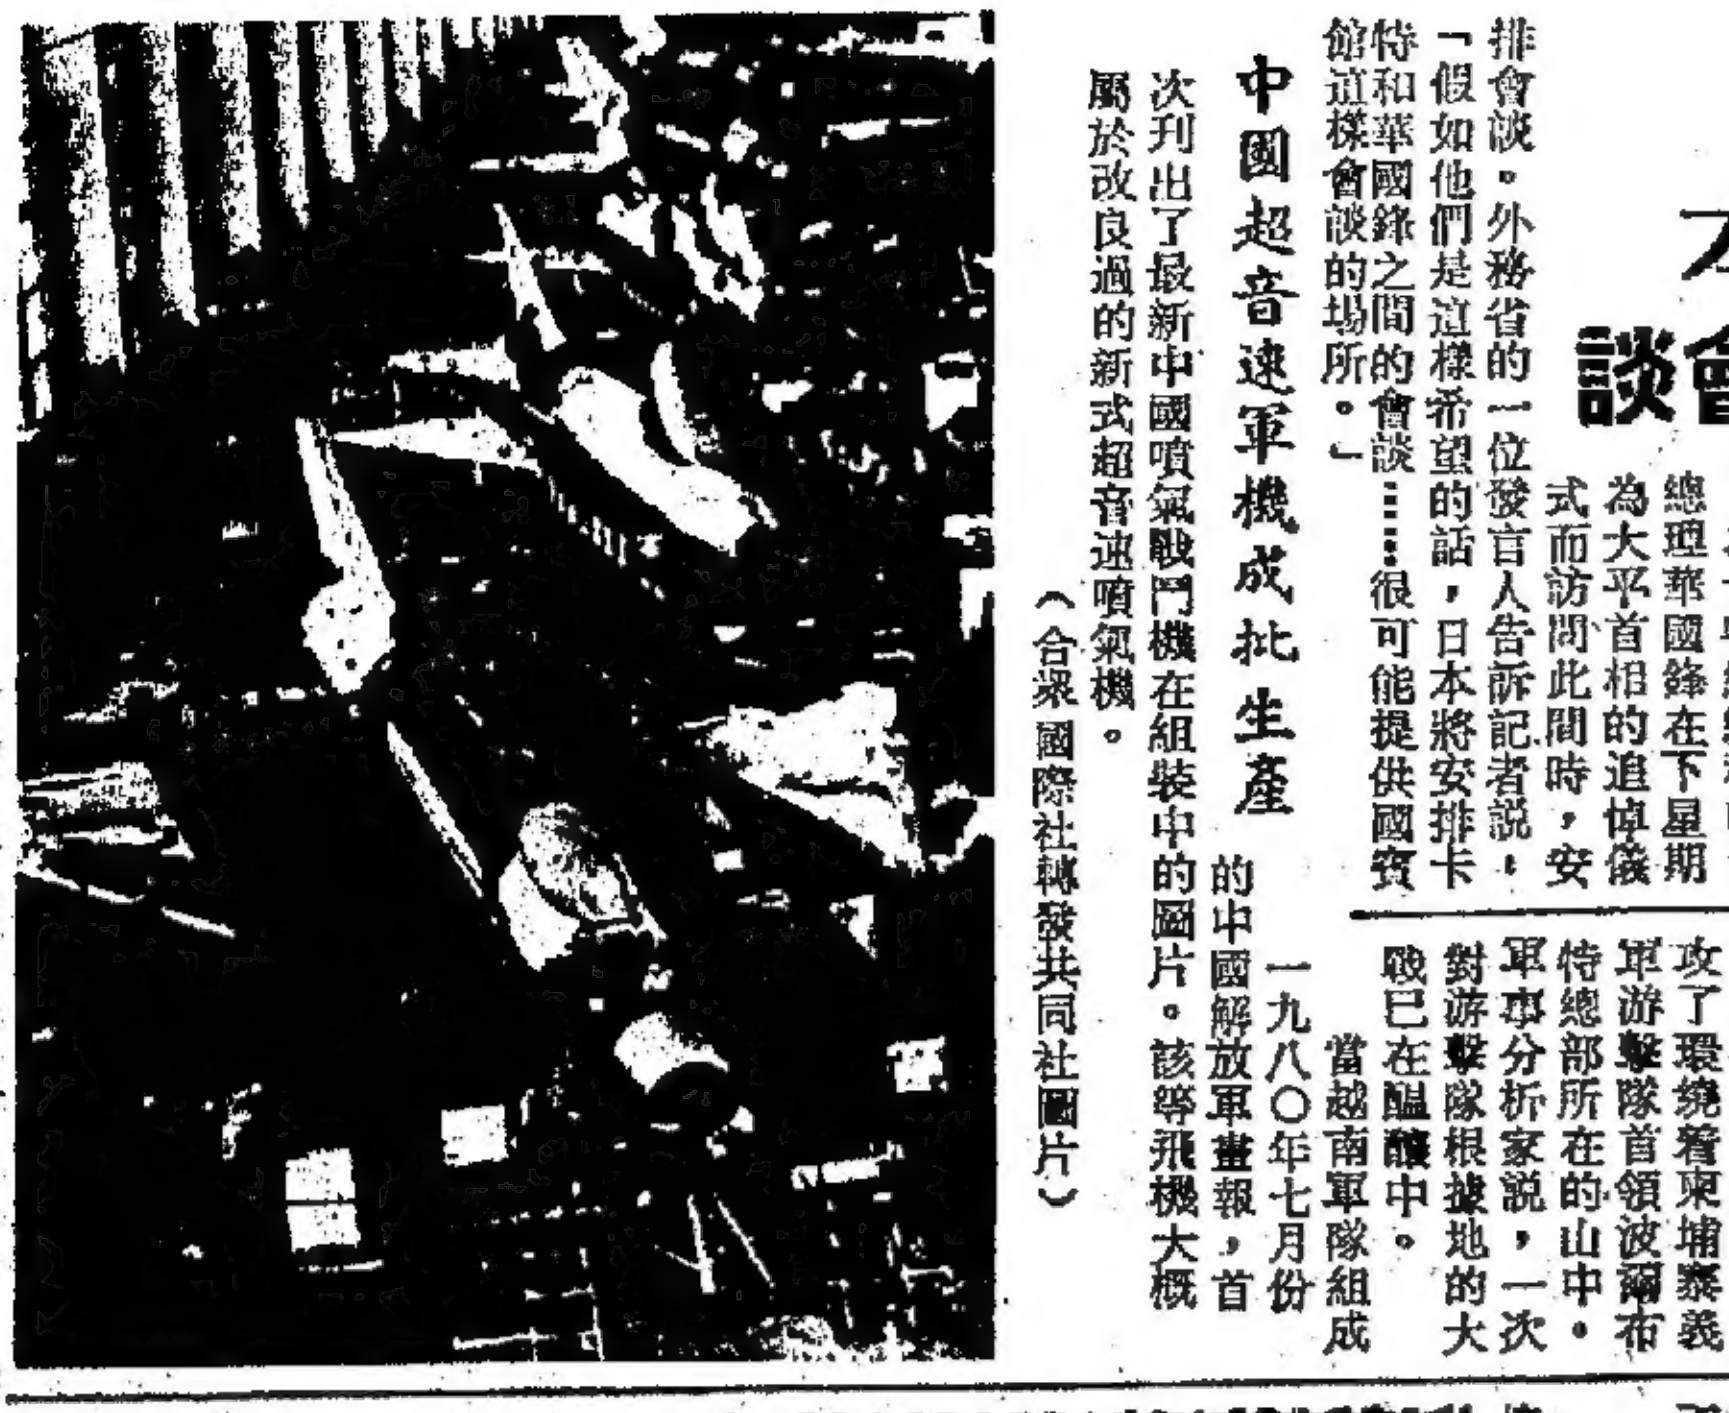 談會
總理華國鋒在下星期
為大平首相的追悼儀
式而訪問此間時，安
排會談。外務省的一位發言人告訴記者說，
「假如他們是這樣希望的話，日本將安排卡
特和華國鋒之間的會談……很可能提供國賓
館這樣會談的場所。」
攻了環繞着柬埔寨義
軍游擊隊首領波爾布
特總部所在的山中。
軍事分析家說，一次
對游擊隊根據地的大
戰已在醞釀中。
當越南軍隊組成
中國超音速軍機成批生產
一九八〇年七月份
的中國解放軍畫報，首
次刋出了最新中國噴氣戰鬥機在組裝中的圖片。該等飛機大概
屬於改良過的新式超音速噴氣機。
（合眾國際社轉發共同社圖片）